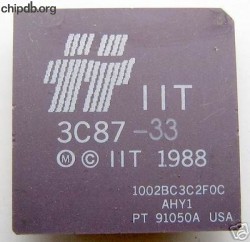 chipdb.org
IIT
3C87-33
Ⓜ © IIT 1988
1002BC3C2F0C
AHY1
PT 91050A USA